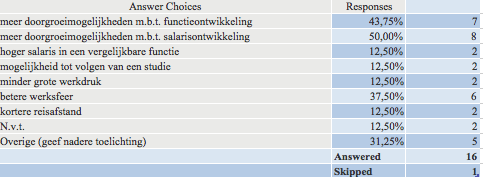 Answer Choices Responses
meer doorgroeimogelijkheden m.b.t. functieontwikkeling 43,75% 7
meer doorgroeimogelijkheden m.b.t. salarisontwikkeling 50,00% 8
hoger salaris in een vergelijkbare functie 12,50% 2
mogelijkheid tot volgen van een studie 12,50% 2
minder grote werkdruk 12,50% 2
betere werksfeer 37,50% 6
kortere reisafstand 12,50% 2
N.v.t. 12,50% 2
Overige (geef nadere toelichting) 31,25% 5
Answered 16
Skipped 1